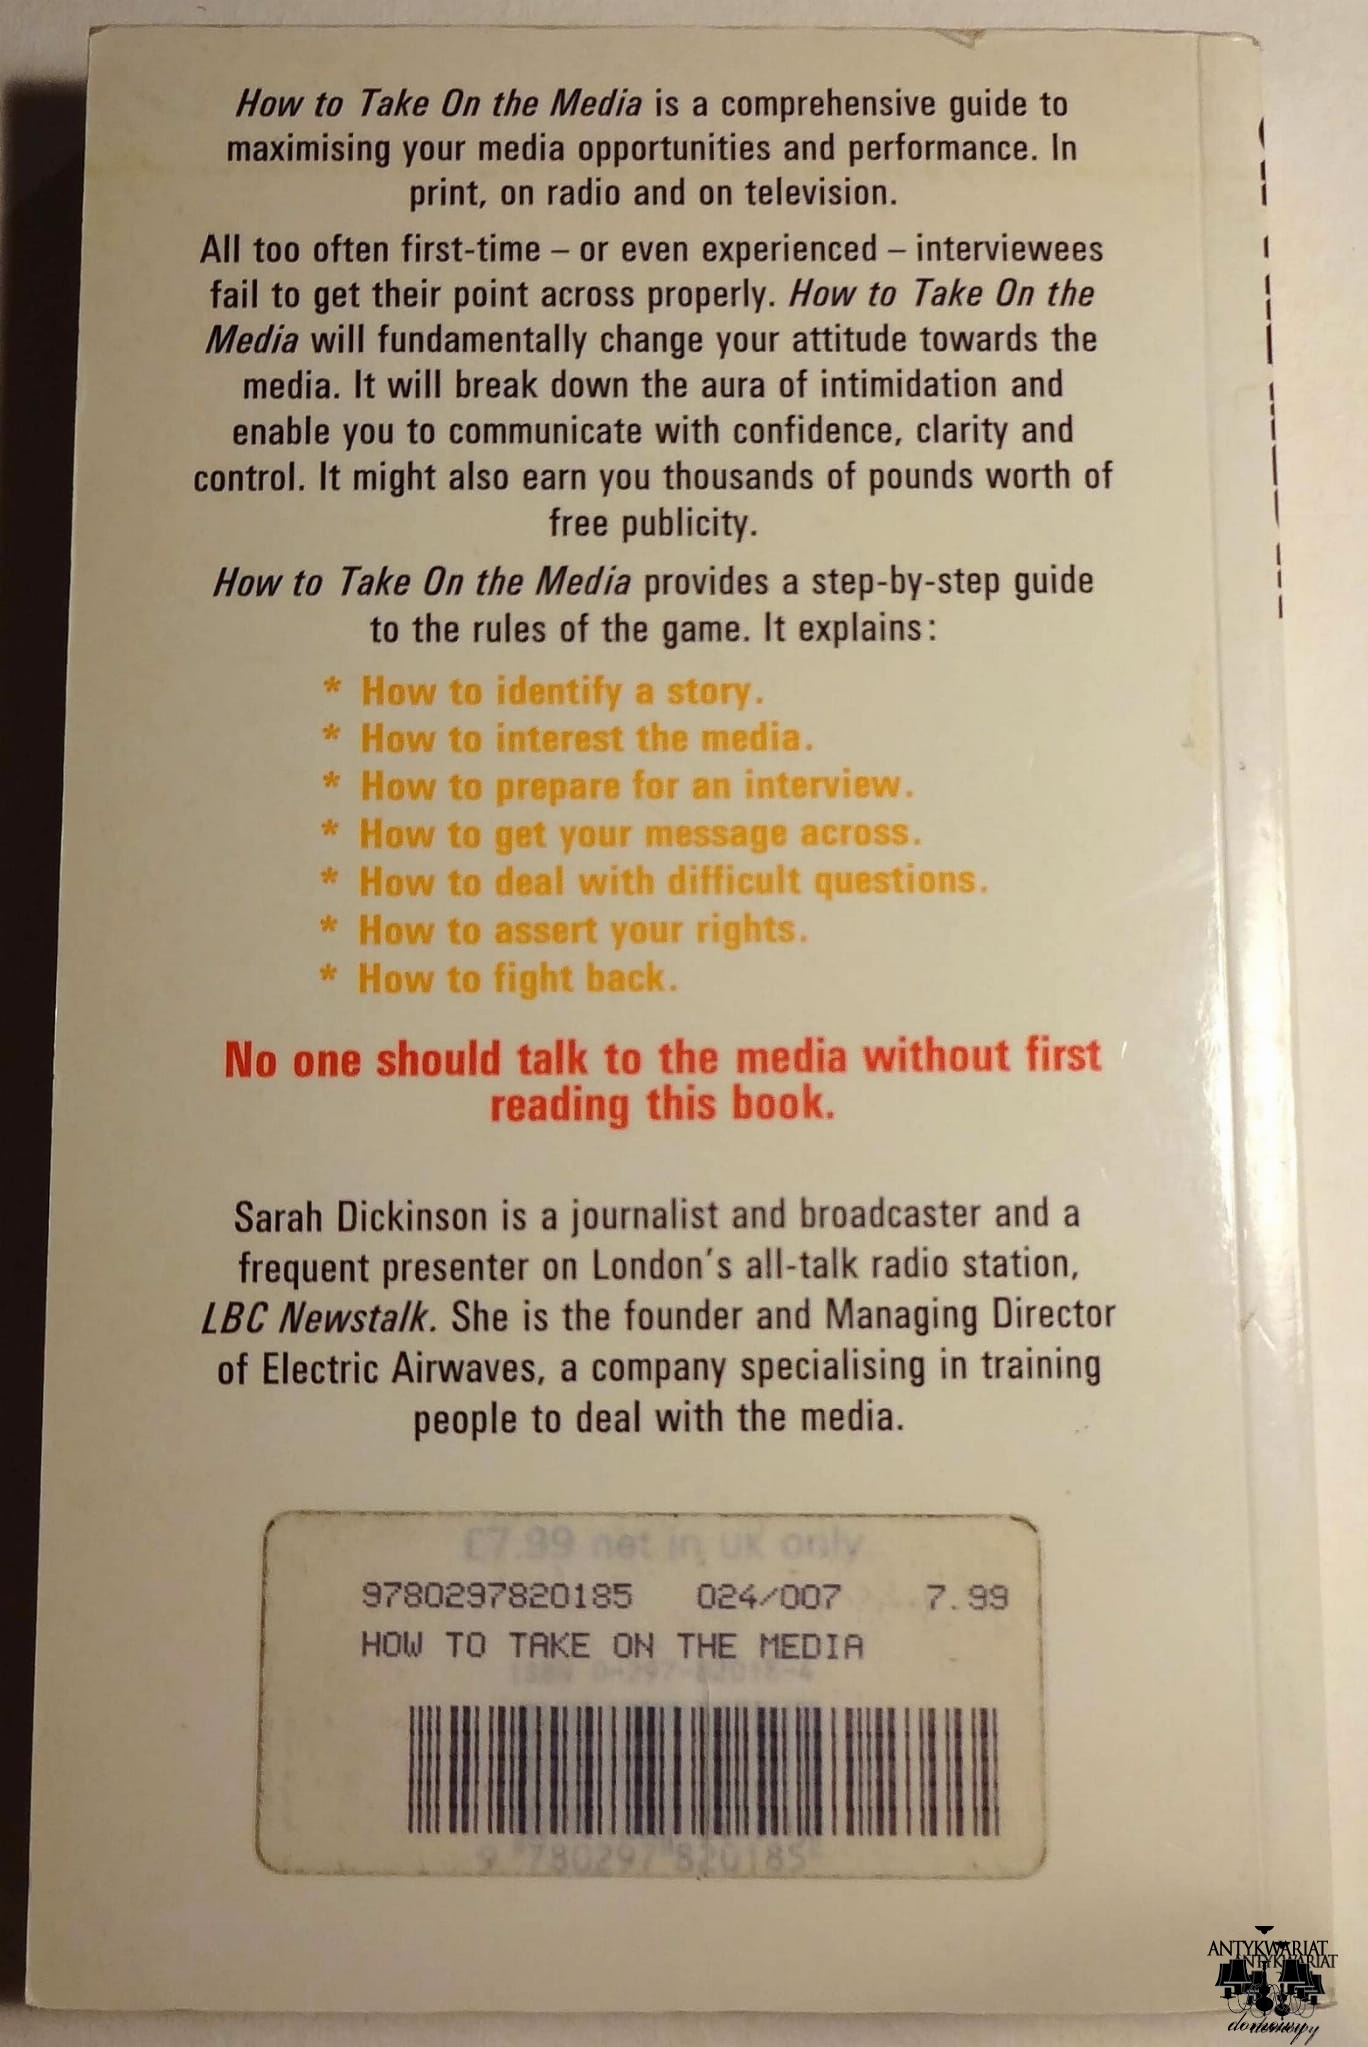 How to Take On the Media is a comprehensive guide to
maximising your media opportunities and performance. In
print, on radio and on television.
All too often first-time – or even experienced – interviewees
fail to get their point across properly. How to Take On the
Media will fundamentally change your attitude towards the
media. It will break down the aura of intimidation and
enable you to communicate with confidence, clarity and
control. It might also earn you thousands of pounds worth of
free publicity.
How to Take On the Media provides a step-by-step guide
to the rules of the game. It explains:
* How to identify a story.
* How to interest the media.
* How to prepare for an interview.
* How to get your message across.
* How to deal with difficult questions.
* How to assert your rights.
* How to fight back.
No one should talk to the media without first
reading this book.
Sarah Dickinson is a journalist and broadcaster and a
frequent presenter on London's all-talk radio station,
LBC Newstalk. She is the founder and Managing Director
of Electric Airwaves, a company specialising in training
people to deal with the media.
£7.99 net in UK only
9780297820185 024/007 7.99
HOW TO TAKE ON THE MEDIA
ISBN 0-297-82018-4
9 780297 820185
ANTYKWARIAT
ANTYKWARIAT
domowy